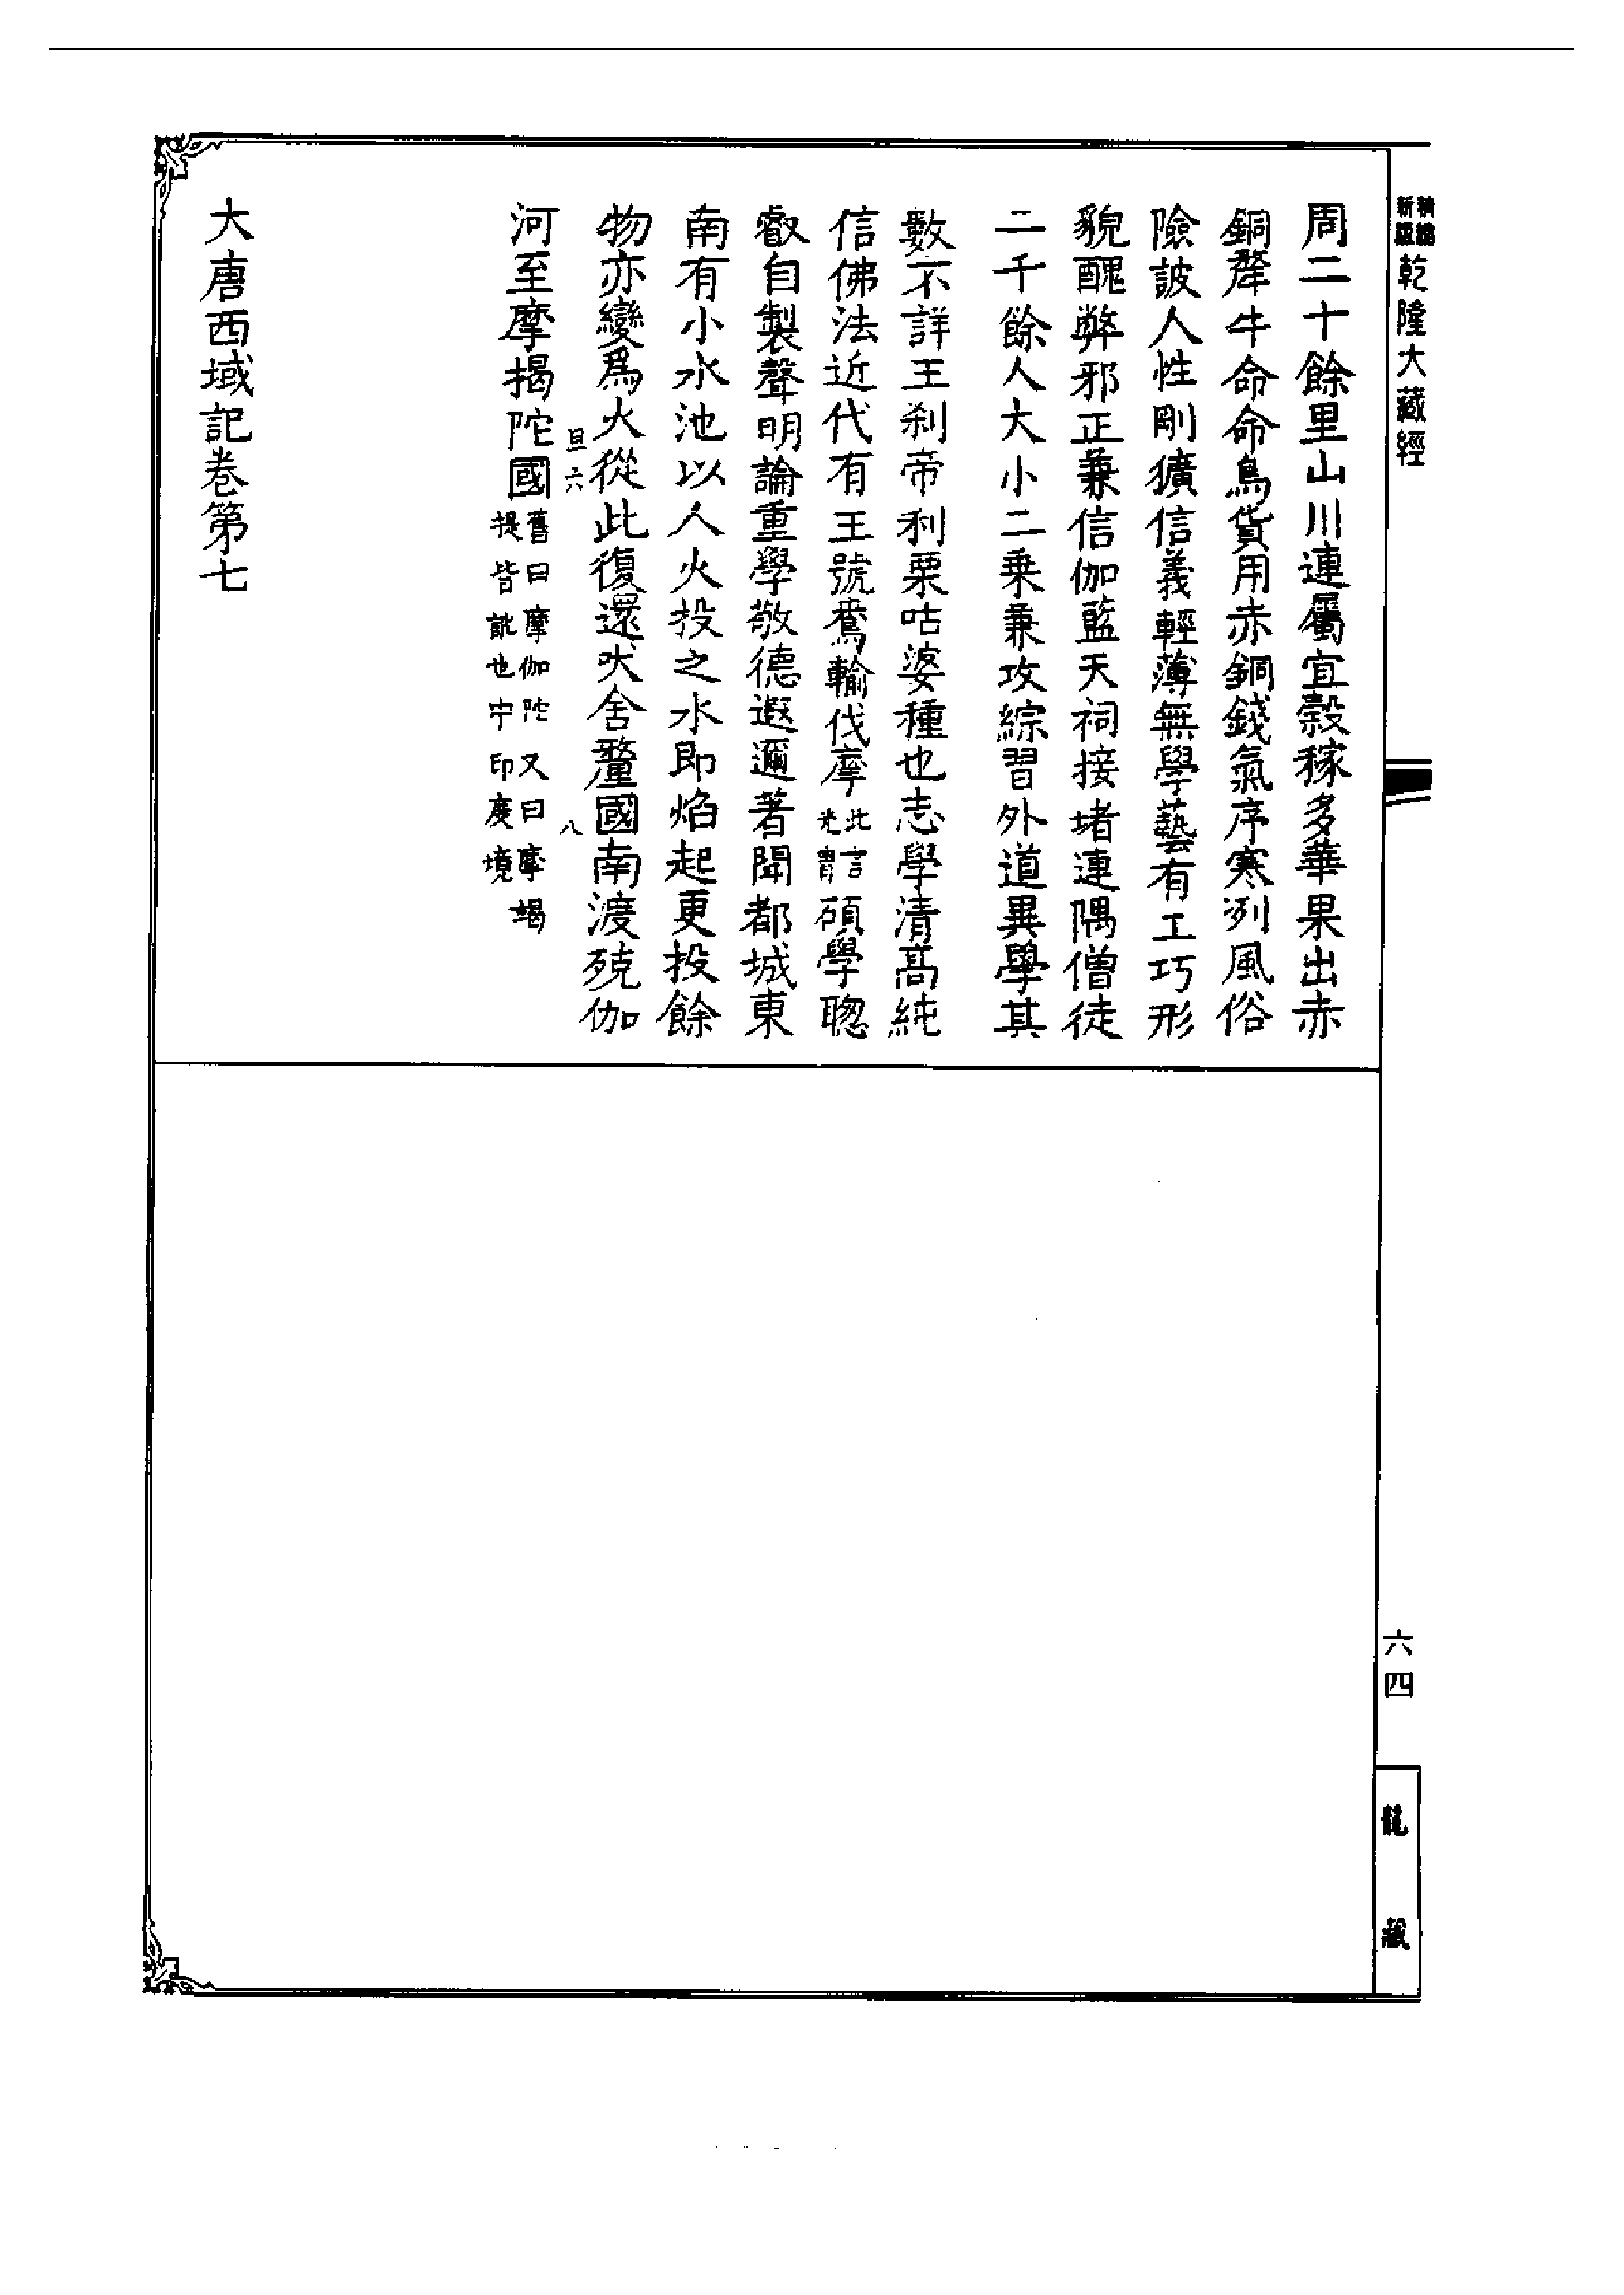 精編
新編
乾隆大藏經
周二十餘里山川連屬宜穀稼多華果出赤
銅犛牛命命鳥貨用赤銅錢氣序寒冽風俗
險詖人性剛獷信義輕薄無學藝有工巧形
貌醜弊邪正兼信伽藍天祠接堵連隅僧徒
二千餘人大小二乗兼攻綜習外道異學其
數不詳王刹帝利栗呫婆種也志學清高純
信佛法近代有王號鴦輸伐摩此言光胄碩學聦
叡自製聲明論重學敬德遐邇著聞都城東
南有小水池以人火投之水即焰起更投餘
物亦變爲火從此復還吠舍釐國南渡殑伽
旦六
八
河至摩揭陀國舊曰摩伽陀又曰摩竭提皆訛也中印度境
大唐西域記卷第七
六四
龍藏